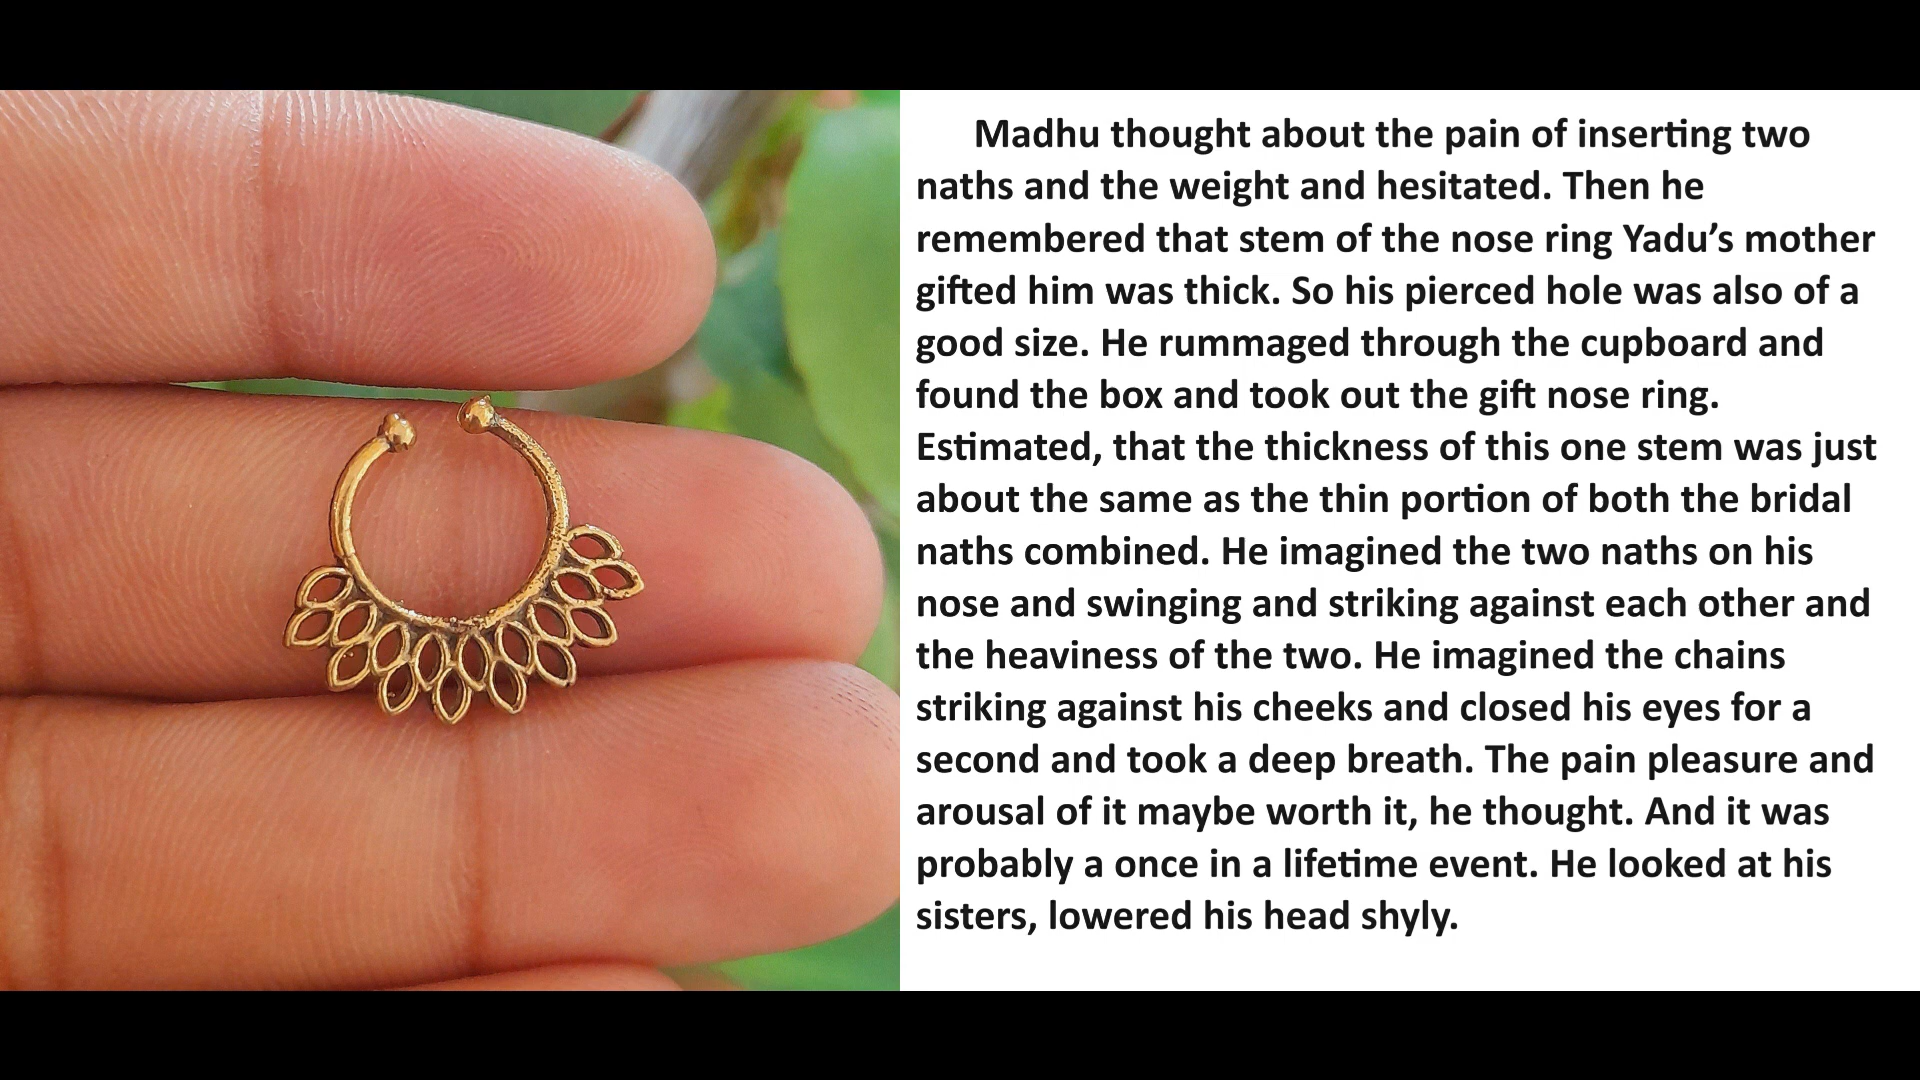 Madhu thought about the pain of inserting two
naths and the weight and hesitated. Then he
remembered that stem of the nose ring Yadu’s mother
gifted him was thick. So his pierced hole was also of a
good size. He rummaged through the cupboard and
found the box and took out the gift nose ring.
Estimated, that the thickness of this one stem was just
about the same as the thin portion of both the bridal
naths combined. He imagined the two naths on his
nose and swinging and striking against each other and
the heaviness of the two. He imagined the chains
striking against his cheeks and closed his eyes for a
second and took a deep breath. The pain pleasure and
arousal of it maybe worth it, he thought. And it was
probably a once in a lifetime event. He looked at his
sisters, lowered his head shyly.